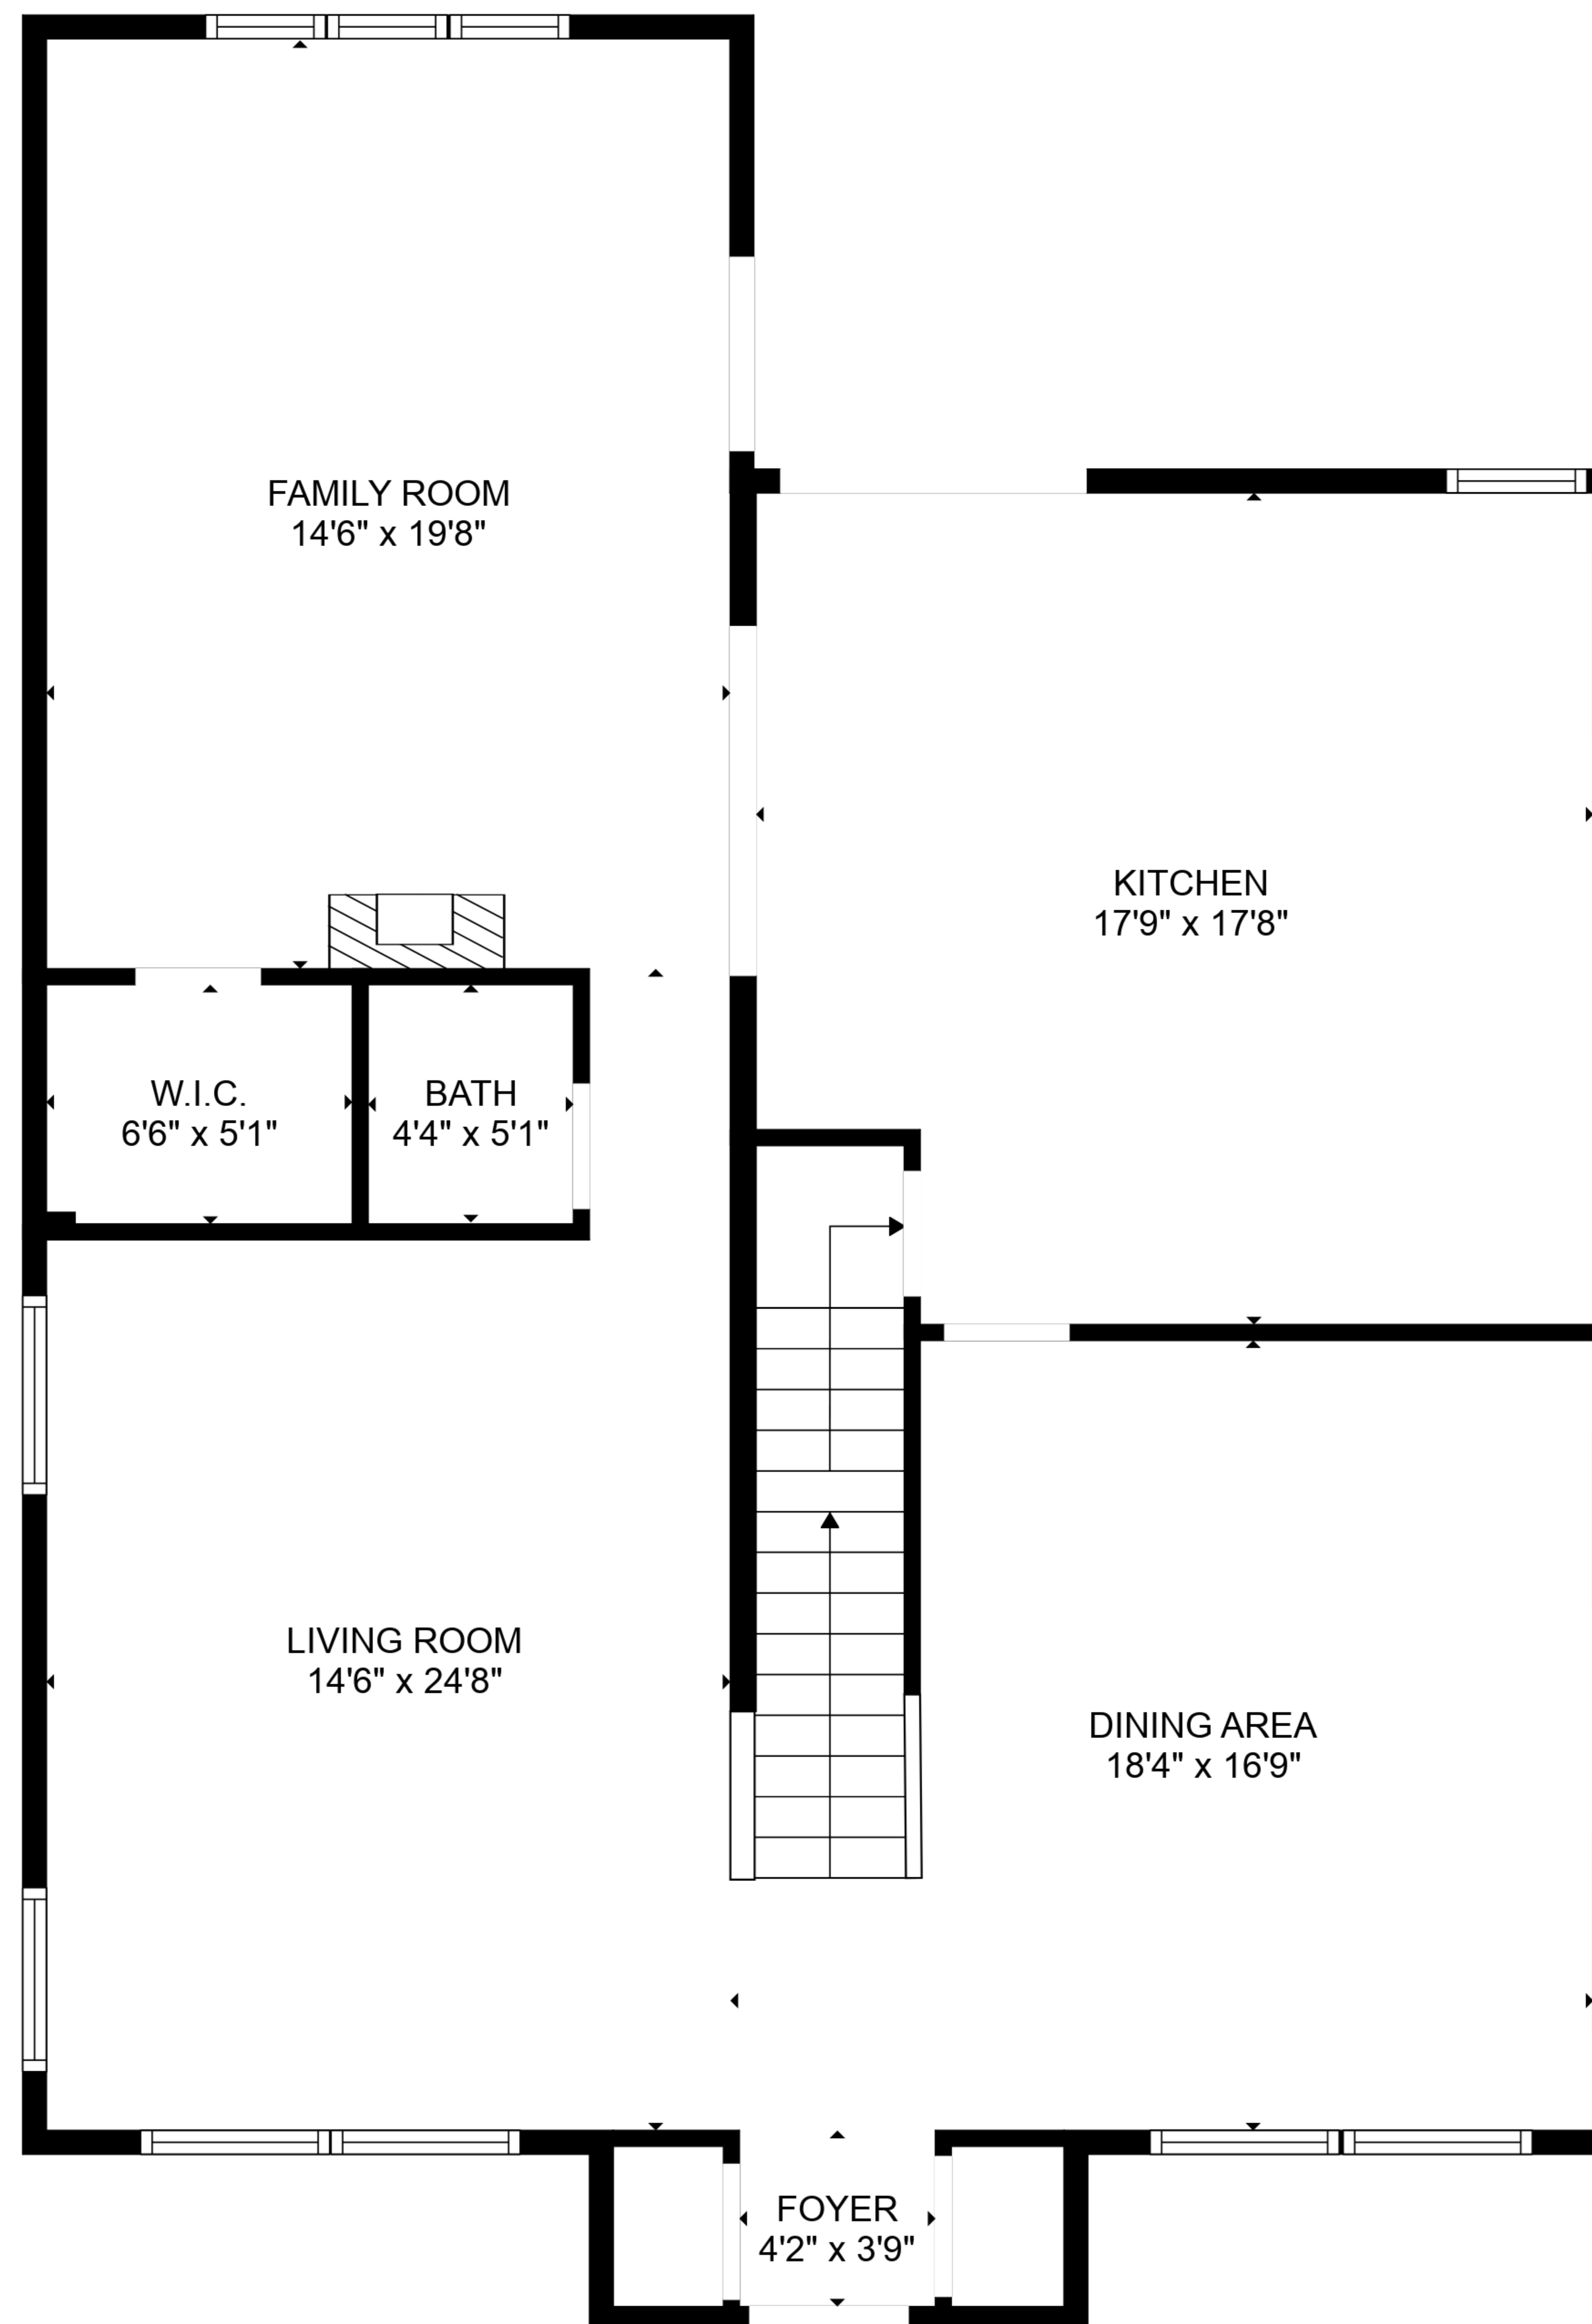 FAMILY ROOM
14'6" x 19'8"
KITCHEN
17'9" x 17'8"
W.I.C.
6'6" x 5'1"
BATH
4'4" x 5'1"
LIVING ROOM
14'6" x 24'8"
DINING AREA
18'4" x 16'9"
FOYER
4'2" x 3'9"